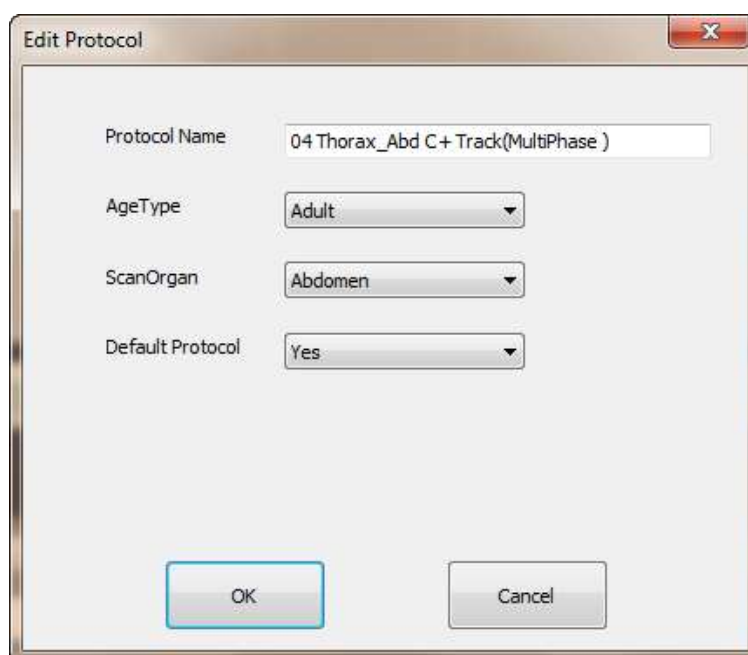 Edit Protocol
Protocol Name
04 Thorax_Abd C+ Track(MultiPhase )
AgeType
Adult
ScanOrgan
Abdomen
Default Protocol
Yes
OK
Cancel